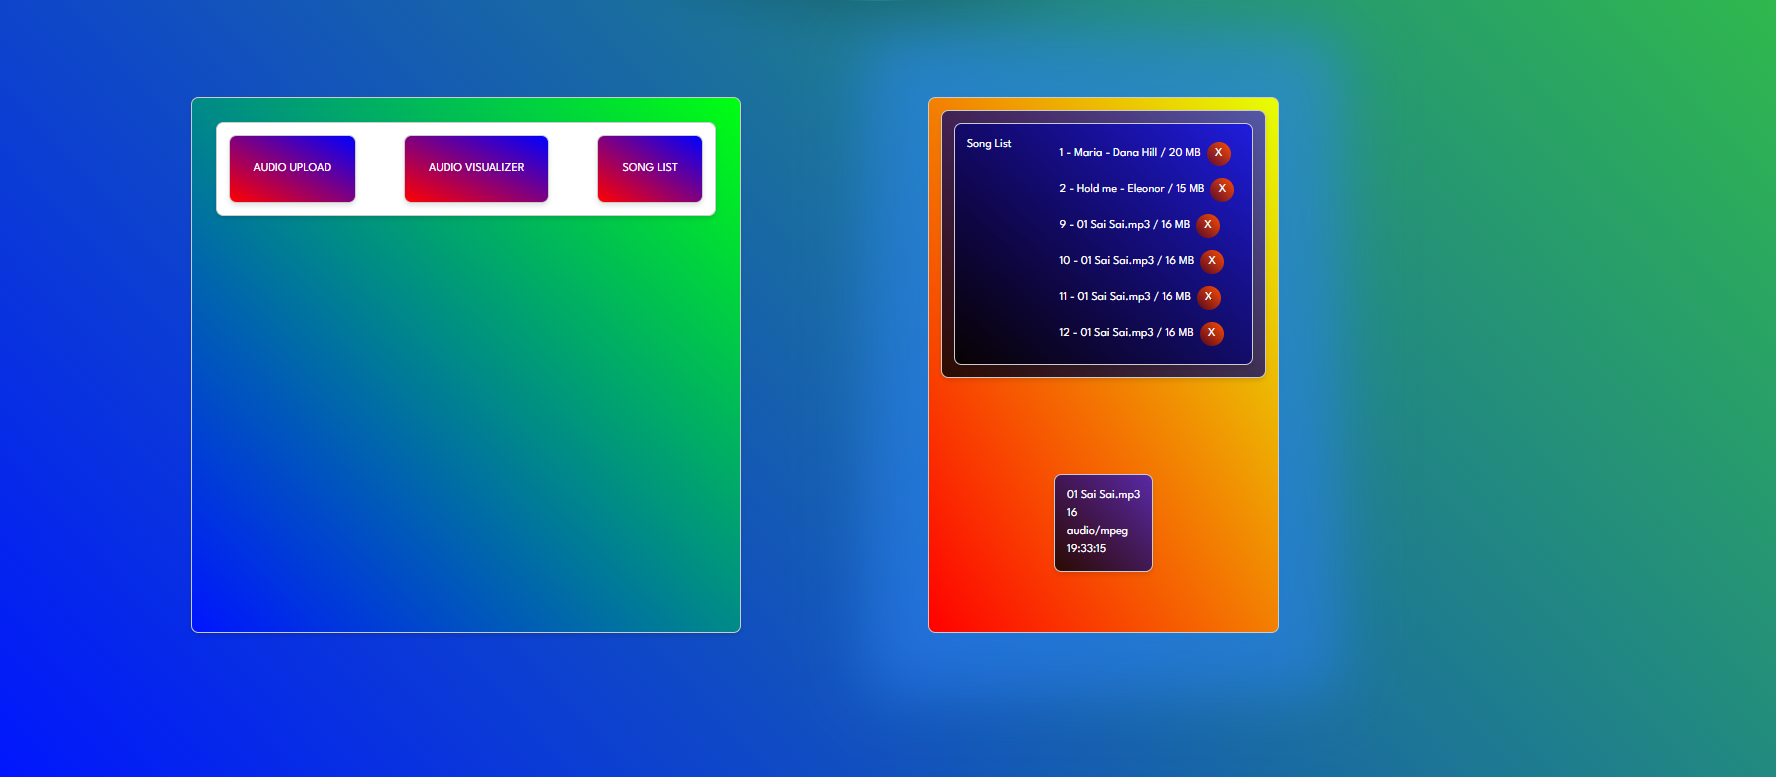 AUDIO UPLOAD
AUDIO VISUALIZER
SONG LIST
Song List
1 - Maria - Dana Hill / 20 MB X
2 - Hold me - Eleonor / 15 MB X
9 - 01 Sai Sai.mp3 / 16 MB X
10 - 01 Sai Sai.mp3 / 16 MB X
11 - 01 Sai Sai.mp3 / 16 MB X
12 - 01 Sai Sai.mp3 / 16 MB X
01 Sai Sai.mp3
16
audio/mpeg
19:33:15